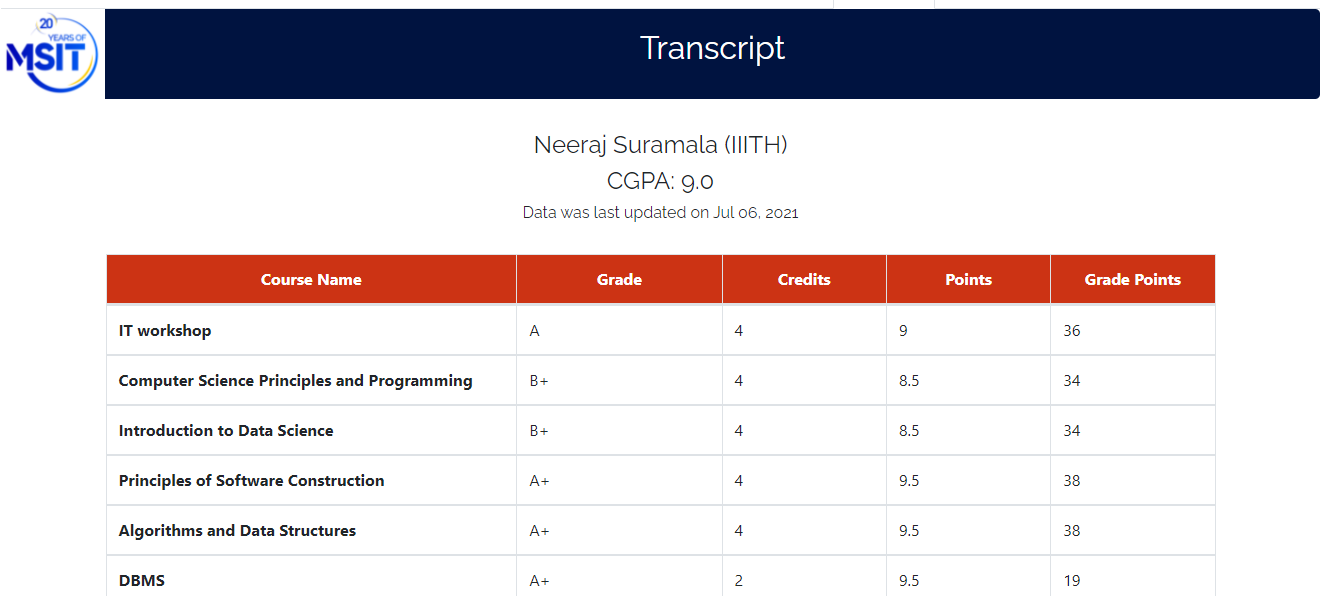 20
YEARS OF
MSIT
Transcript
Neeraj Suramala (IIITH)
CGPA: 9.0
Data was last updated on Jul 06, 2021
Course Name Grade Credits Points Grade Points
IT workshop A 4 9 36
Computer Science Principles and Programming B+ 4 8.5 34
Introduction to Data Science B+ 4 8.5 34
Principles of Software Construction A+ 4 9.5 38
Algorithms and Data Structures A+ 4 9.5 38
DBMS A+ 2 9.5 19